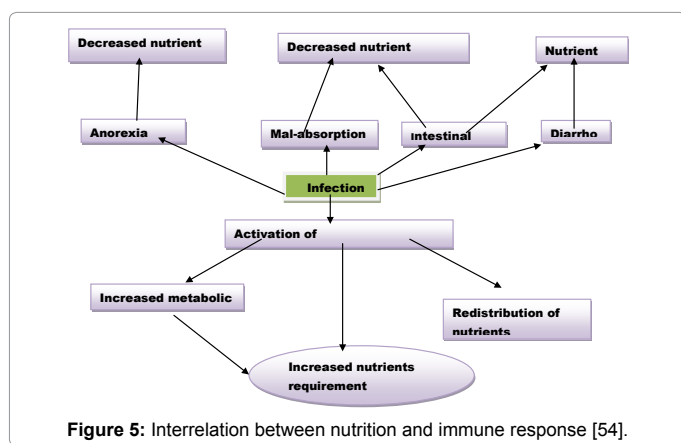 Decreased nutrient
Decreased nutrient
Nutrient
Anorexia
Mal-absorption
Intestinal
Diarrho
Infection
Activation of
Increased metabolic
Redistribution of
nutrients
Increased nutrients
requirement
Figure 5: Interrelation between nutrition and immune response [54].